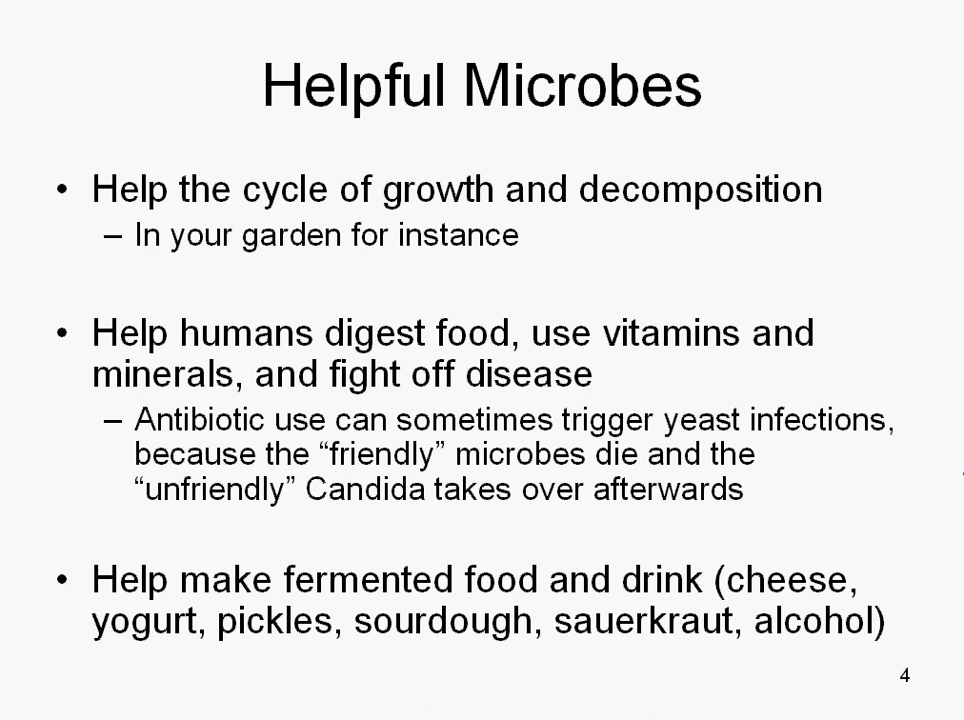 Helpful Microbes
• Help the cycle of growth and decomposition
– In your garden for instance
• Help humans digest food, use vitamins and
minerals, and fight off disease
– Antibiotic use can sometimes trigger yeast infections,
because the “friendly” microbes die and the
“unfriendly” Candida takes over afterwards
• Help make fermented food and drink (cheese,
yogurt, pickles, sourdough, sauerkraut, alcohol)
4